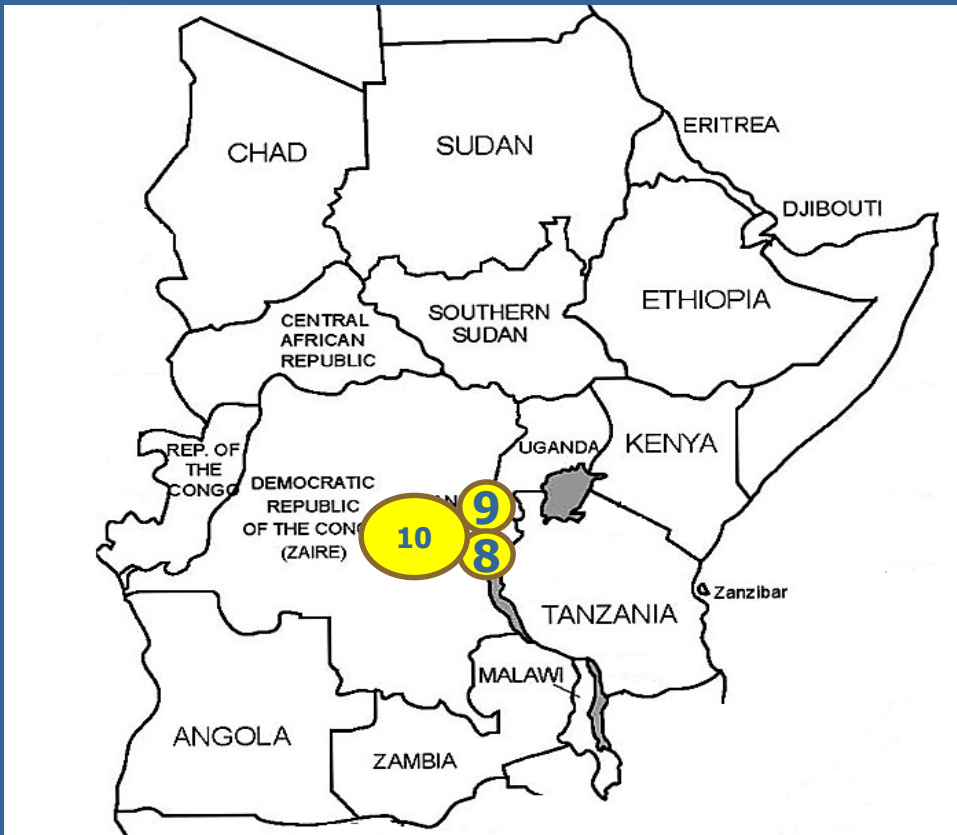 ERITREA
CHAD
SUDAN
DJIBOUTI
ETHIOPIA
CENTRAL
AFRICAN
REPUBLIC
SOUTHERN
SUDAN
UGANDA
KENYA
REP. OF
THE
CONGO
DEMOCRATIC
REPUBLIC
OF THE CONG
(ZAIRE)
9
10
8
TANZANIA
Zanzibar
MALAWI
ANGOLA
ZAMBIA